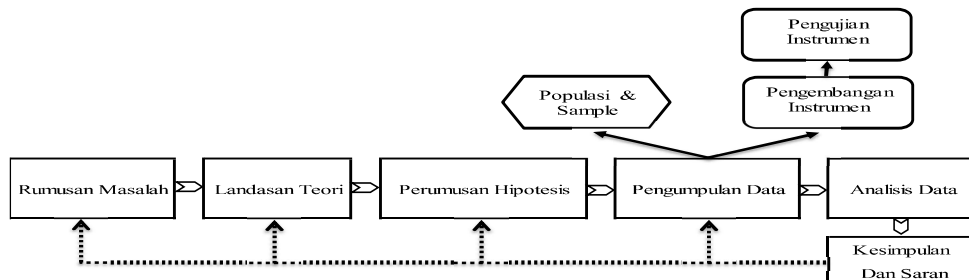 Pengujian
Instrumen
Populasi &
Sample
Pengembangan
Instrumen
Rumusan Masalah
Landasan Teori
Perumusan Hipotesis
Pengumpulan Data
Analisis Data
Kesimpulan
Dan Saran